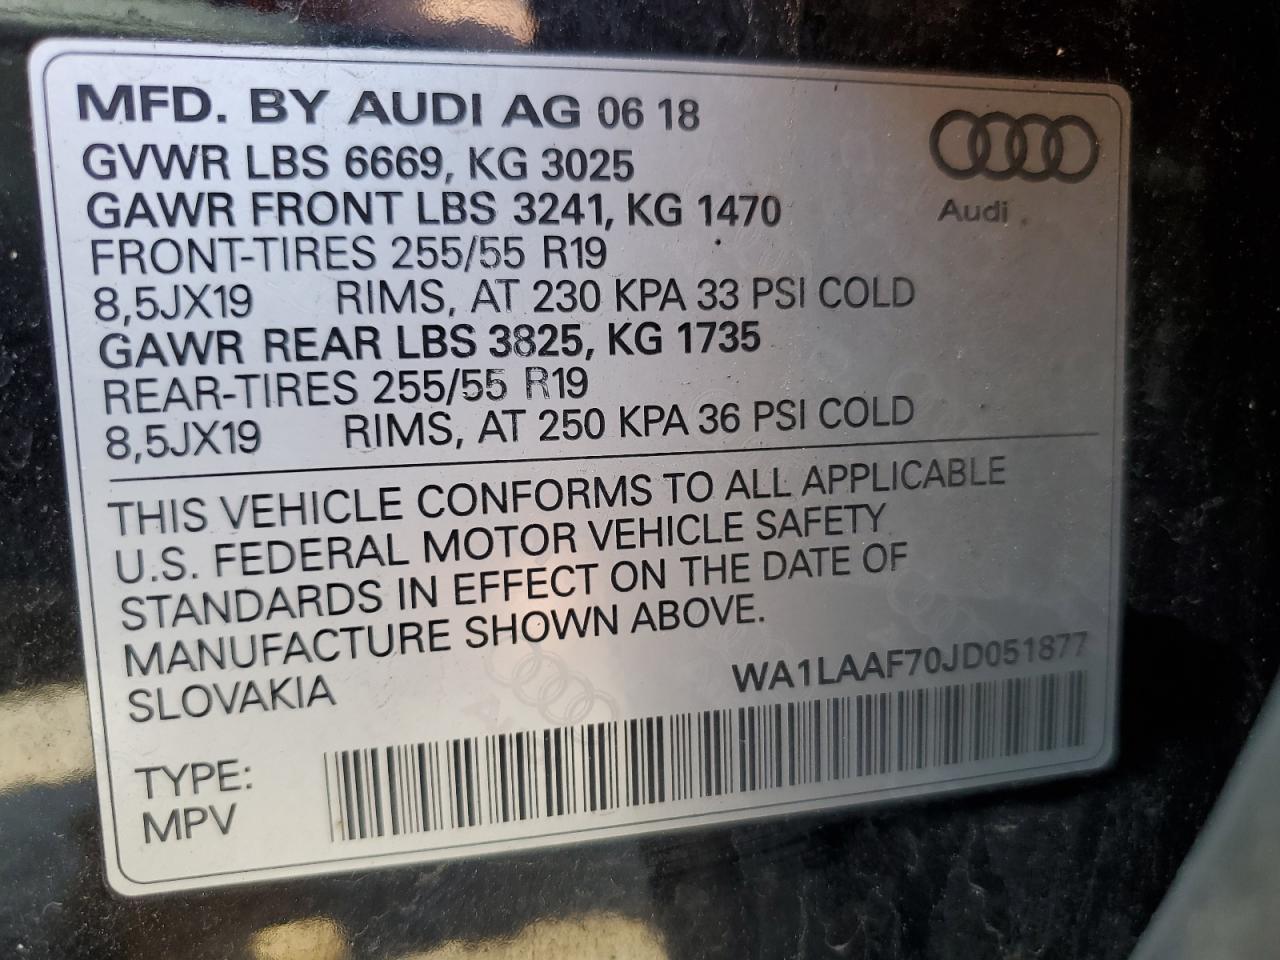 MFD. BY AUDI AG 06 18
GVWR LBS 6669, KG 3025
GAWR FRONT LBS 3241, KG 1470
FRONT-TIRES 255/55 R19
8,5JX19 RIMS, AT 230 KPA 33 PSI COLD
GAWR REAR LBS 3825, KG 1735
REAR-TIRES 255/55 R19
8,5JX19 RIMS, AT 250 KPA 36 PSI COLD
Audi
THIS VEHICLE CONFORMS TO ALL APPLICABLE
U.S. FEDERAL MOTOR VEHICLE SAFETY
STANDARDS IN EFFECT ON THE DATE OF
MANUFACTURE SHOWN ABOVE.
SLOVAKIA
WA1LAAF70JD051877
TYPE:
MPV